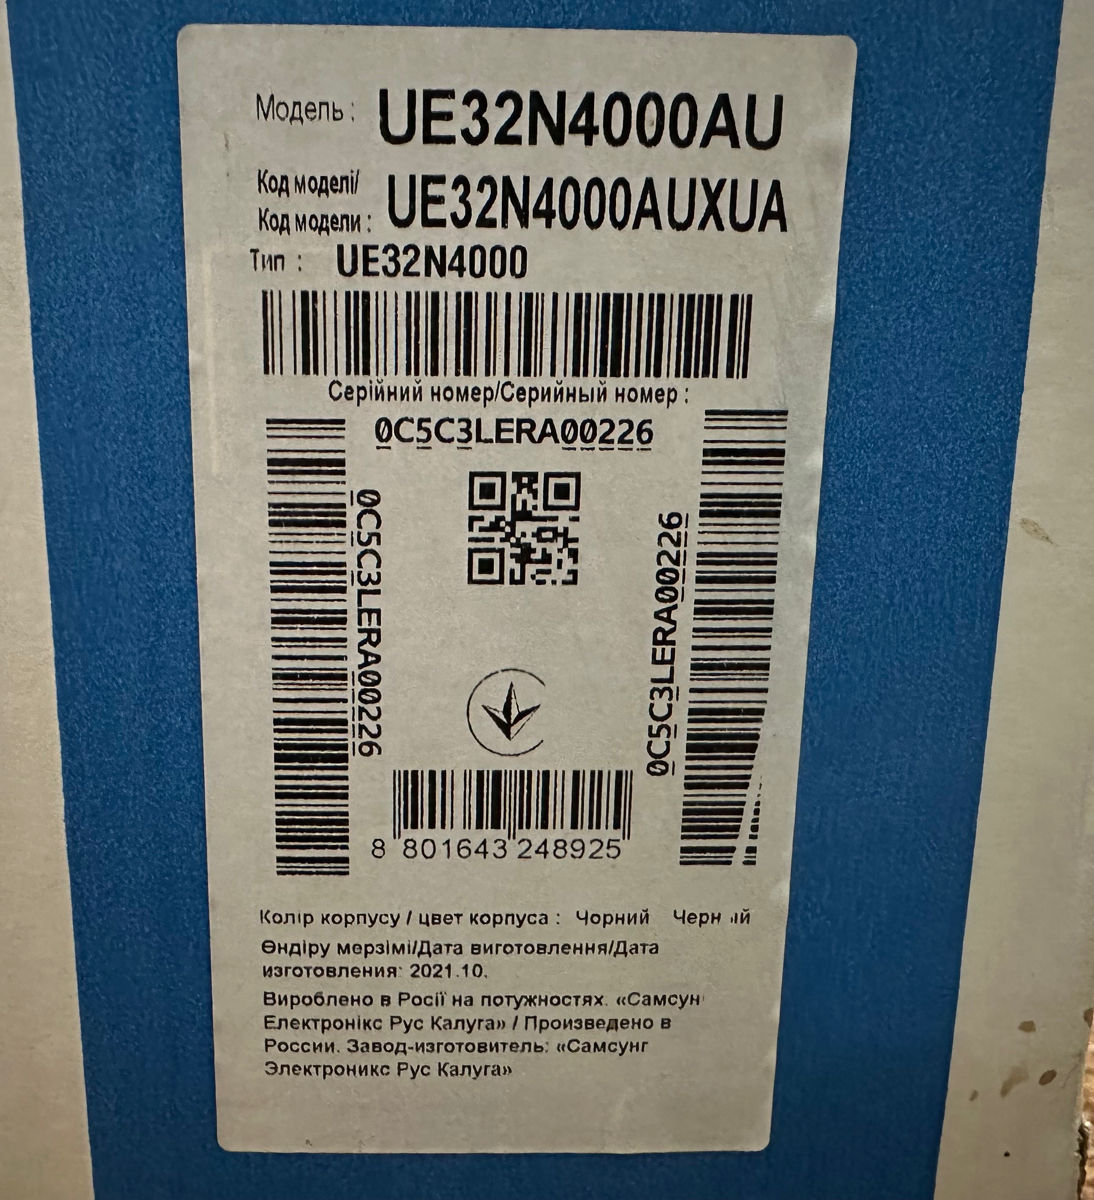 Модель : UE32N4000AU
Код моделі/
Код модели : UE32N4000AUXUA
Тип : UE32N4000
Серійний номер/Серийный номер :
0C5C3LERA00226
0C5C3LERA00226
0C5C3LERA00226
8 801643 248925
Колір корпусу / цвет корпуса : Чорний
Өндіру мерзімі/Дата виготовлення/Дата
изготовления: 2021.10.
Вироблено в Росії на потужностях. «Самсун
Електронікс Рус Калуга» / Произведено в
России. Завод-изготовитель: «Самсунг
Электроникс Рус Калуга»